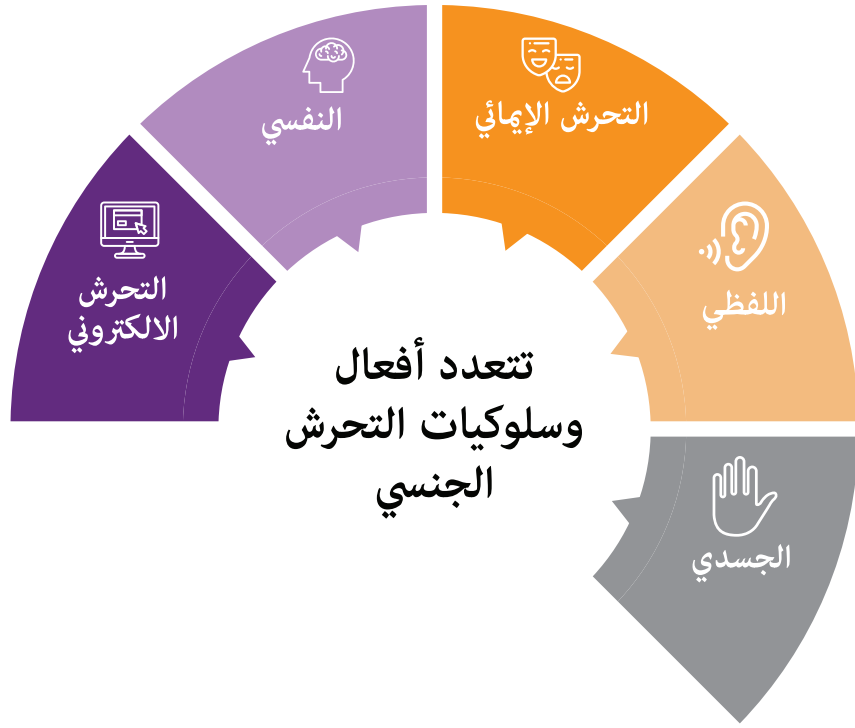 تتعدد أفعال
وسلوكيات التحرش
الجنسي
الجسدي
اللفظي
التحرش الإيمائي
النفسي
التحرش
الالكتروني